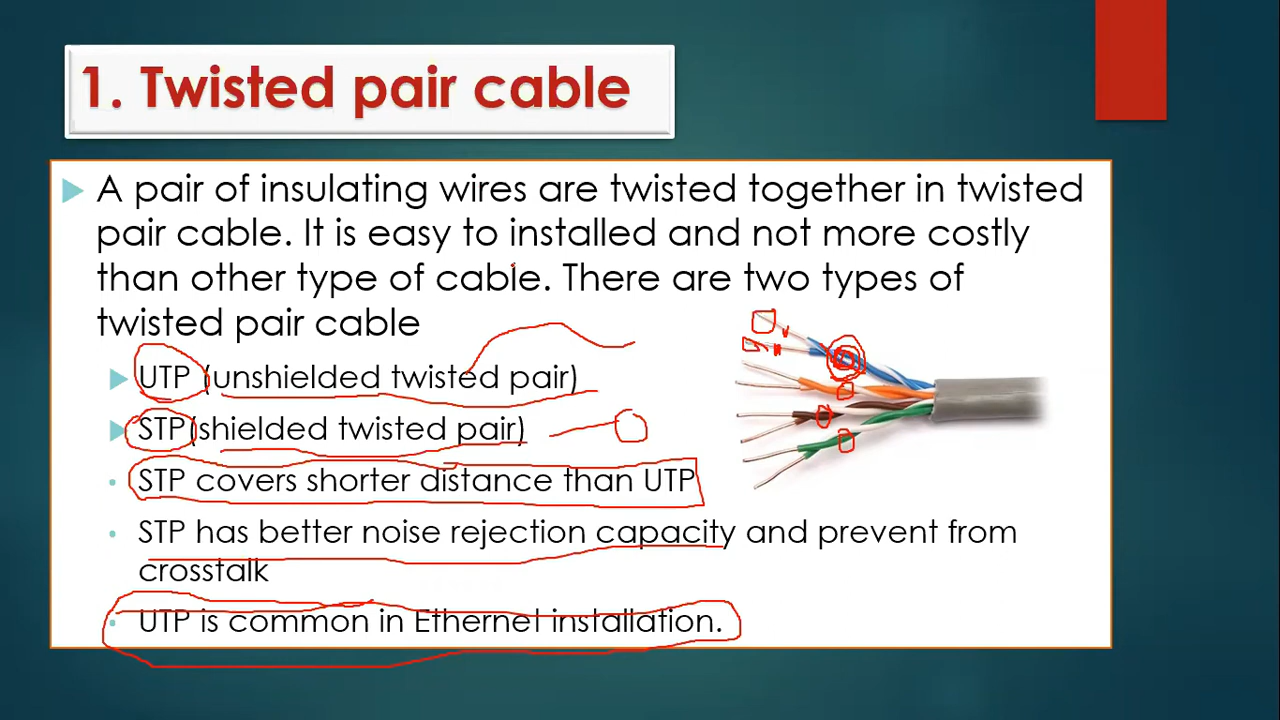 1. Twisted pair cable
A pair of insulating wires are twisted together in twisted
pair cable. It is easy to installed and not more costly
than other type of cable. There are two types of
twisted pair cable
UTP (unshielded twisted pair)
STP(shielded twisted pair)
STP covers shorter distance than UTP
STP has better noise rejection capacity and prevent from
crosstalk
UTP is common in Ethernet installation.